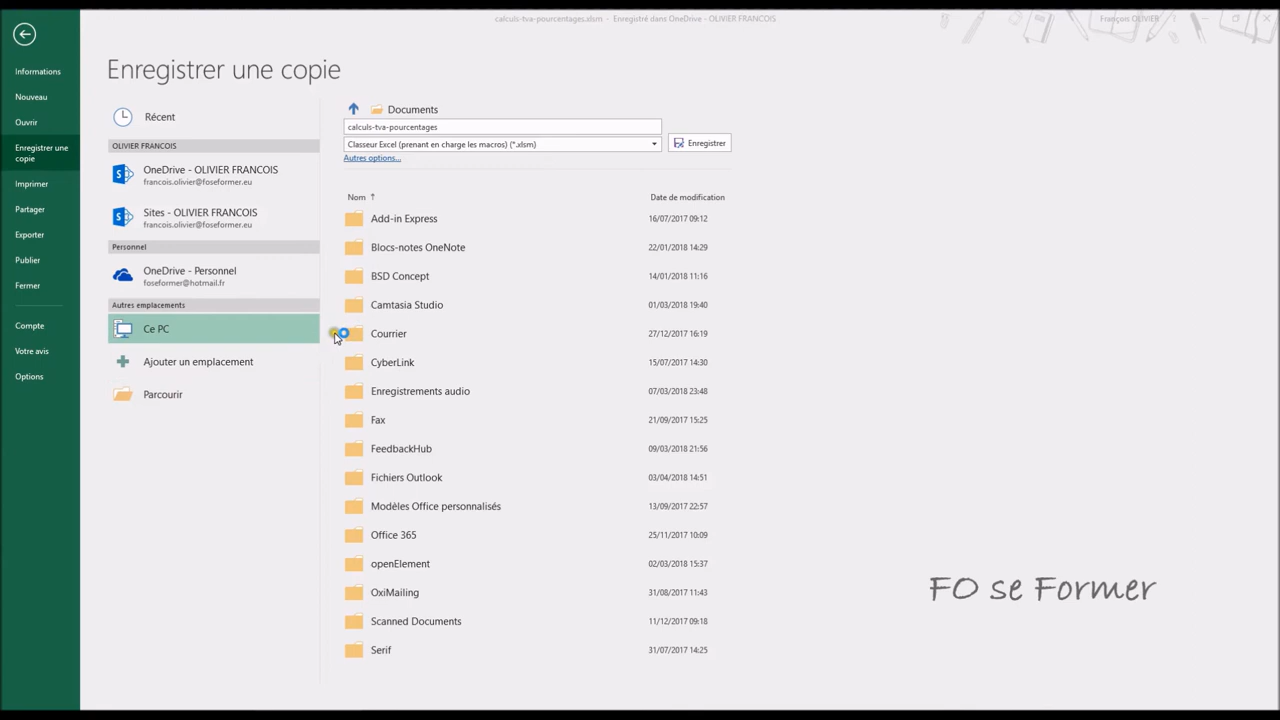 calculs-tva-pourcentages.xlsm - Enregistré dans OneDrive - OLIVIER FRANCOIS
François OLIVIER ?
Informations
Nouveau
Ouvrir
Enregistrer une
copie
Imprimer
Partager
Exporter
Publier
Fermer
Compte
Votre avis
Options
Enregistrer une copie
Récent
OLIVIER FRANCOIS
OneDrive - OLIVIER FRANCOIS
francois.olivier@foseformer.eu
Sites - OLIVIER FRANCOIS
francois.olivier@foseformer.eu
Personnel
OneDrive - Personnel
foseformer@hotmail.fr
Autres emplacements
Ce PC
Ajouter un emplacement
Parcourir
Documents
calculs-tva-pourcentages
Classeur Excel (prenant en charge les macros) (*.xlsm)
Enregistrer
Autres options...
Nom Date de modification
Add-in Express 16/07/2017 09:12
Blocs-notes OneNote 22/01/2018 14:29
BSD Concept 14/01/2018 11:16
Camtasia Studio 01/03/2018 19:40
Courrier 27/12/2017 16:19
CyberLink 15/07/2017 14:30
Enregistrements audio 07/03/2018 23:48
Fax 21/09/2017 15:25
FeedbackHub 09/03/2018 21:56
Fichiers Outlook 03/04/2018 14:51
Modèles Office personnalisés 13/09/2017 22:57
Office 365 25/11/2017 10:09
openElement 02/03/2018 15:37
OxiMailing 31/08/2017 11:43
Scanned Documents 11/12/2017 09:18
Serif 31/07/2017 14:25
FO se Former